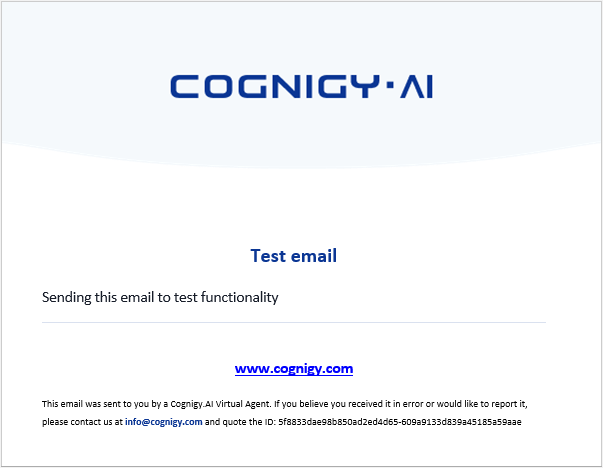 COGNIGY·AI
Test email
Sending this email to test functionality
www.cognigy.com
This email was sent to you by a Cognigy.AI Virtual Agent. If you believe you received it in error or would like to report it,
please contact us at info@cognigy.com and quote the ID: 5f8833dae98b850ad2ed4d65-609a9133d839a45185a59aae